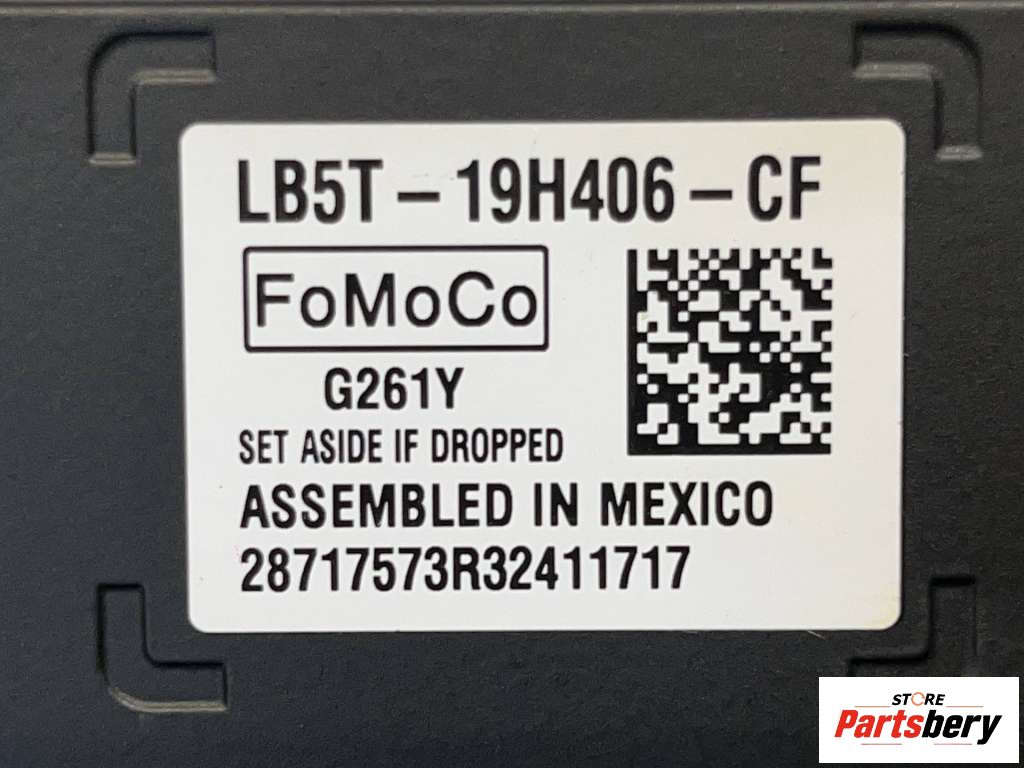 LB5T-19H406-CF
FoMoCo
G261Y
SET ASIDE IF DROPPED
ASSEMBLED IN MEXICO
28717573R32411717
STORE
Partsbery